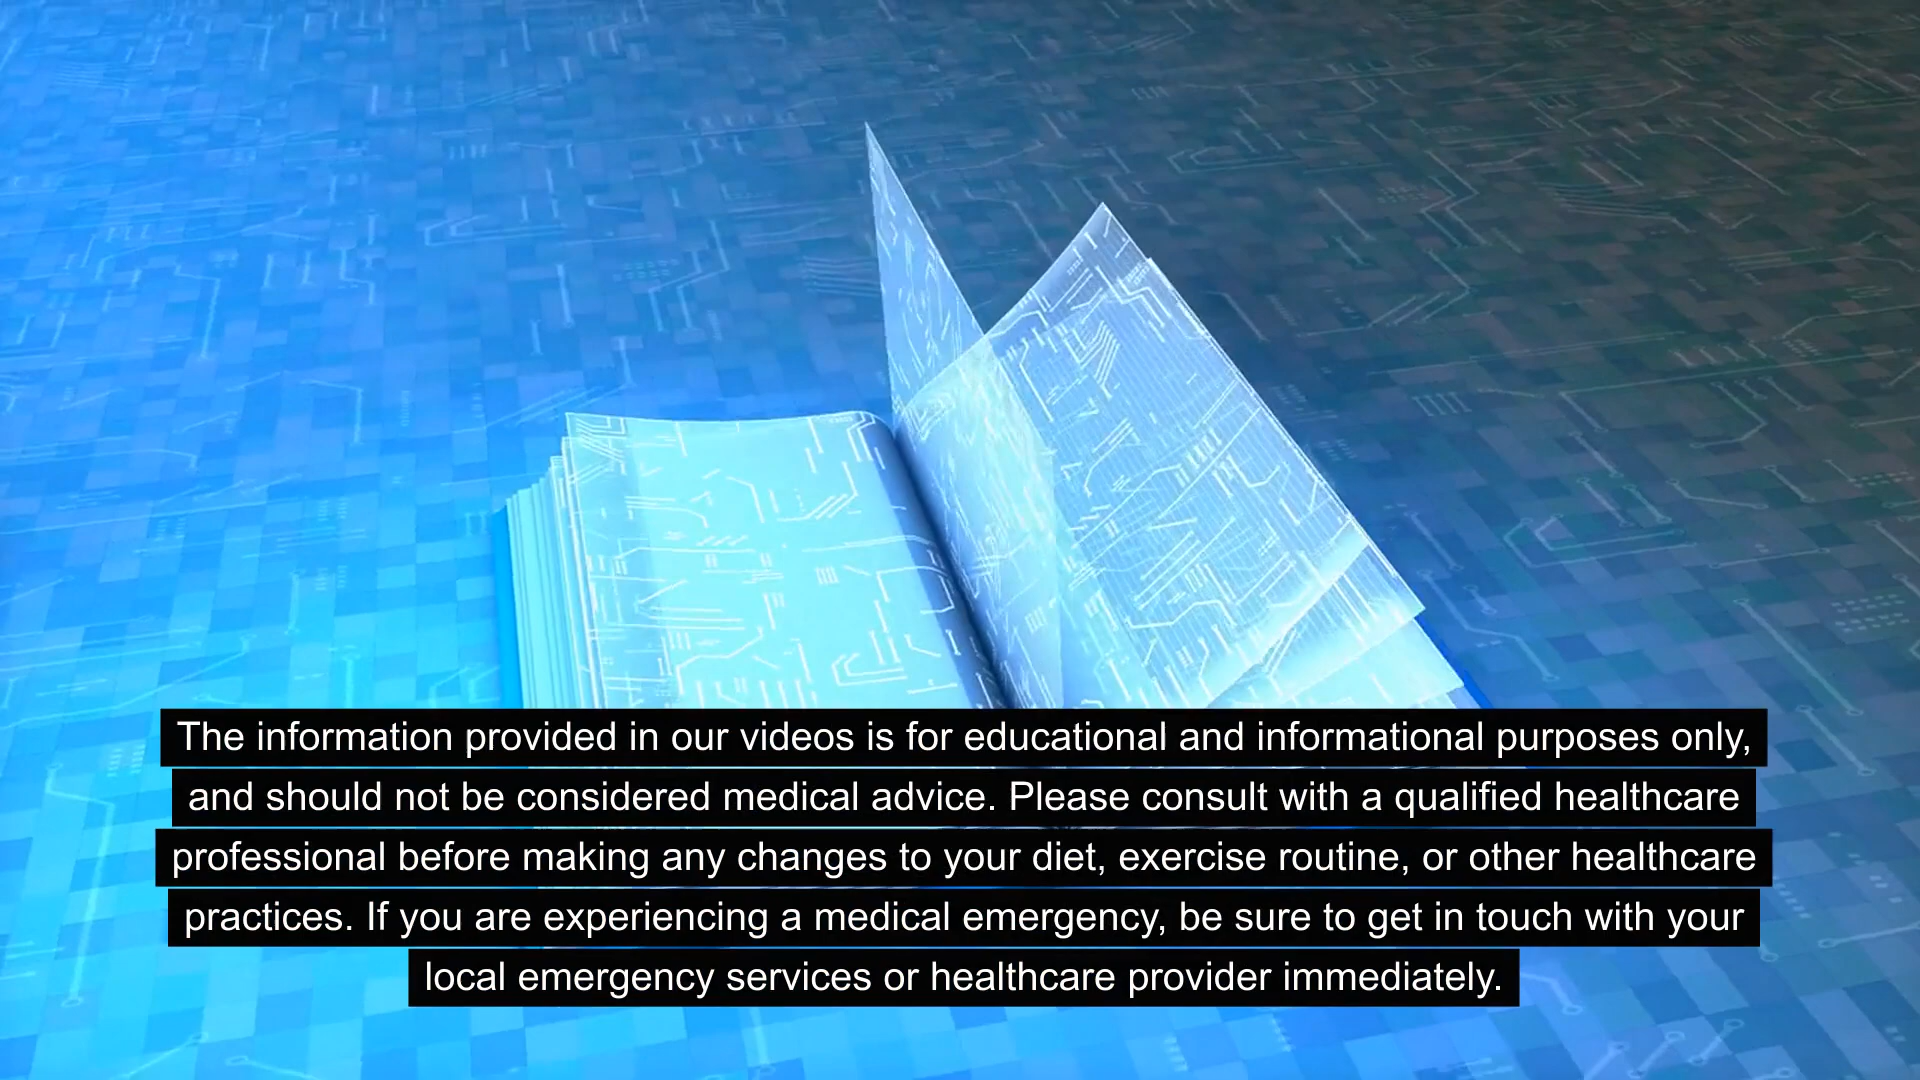 The information provided in our videos is for educational and informational purposes only,
and should not be considered medical advice. Please consult with a qualified healthcare
professional before making any changes to your diet, exercise routine, or other healthcare
practices. If you are experiencing a medical emergency, be sure to get in touch with your
local emergency services or healthcare provider immediately.